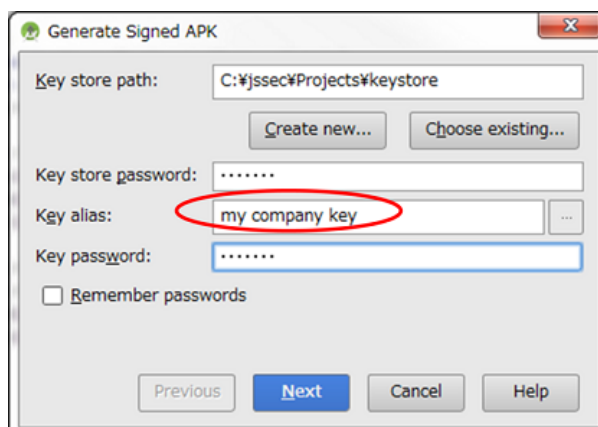 Generate Signed APK
Key store path: C:¥jssec¥Projects¥keystore
Create new... Choose existing...
Key store password: •••••••
Key alias: my company key ...
Key password: •••••••
Remember passwords
Previous Next Cancel Help